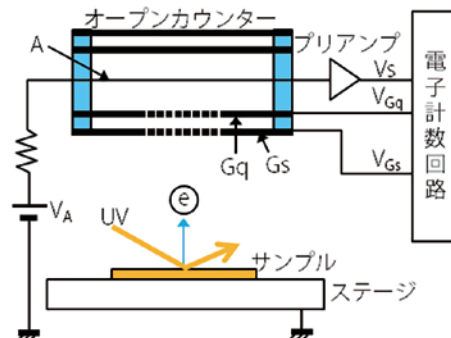 オープンカウンター
A
プリアンプ
Vs
VGq
VGs
電子計数回路
Gq
Gs
VA
UV
e
サンプル
ステージ